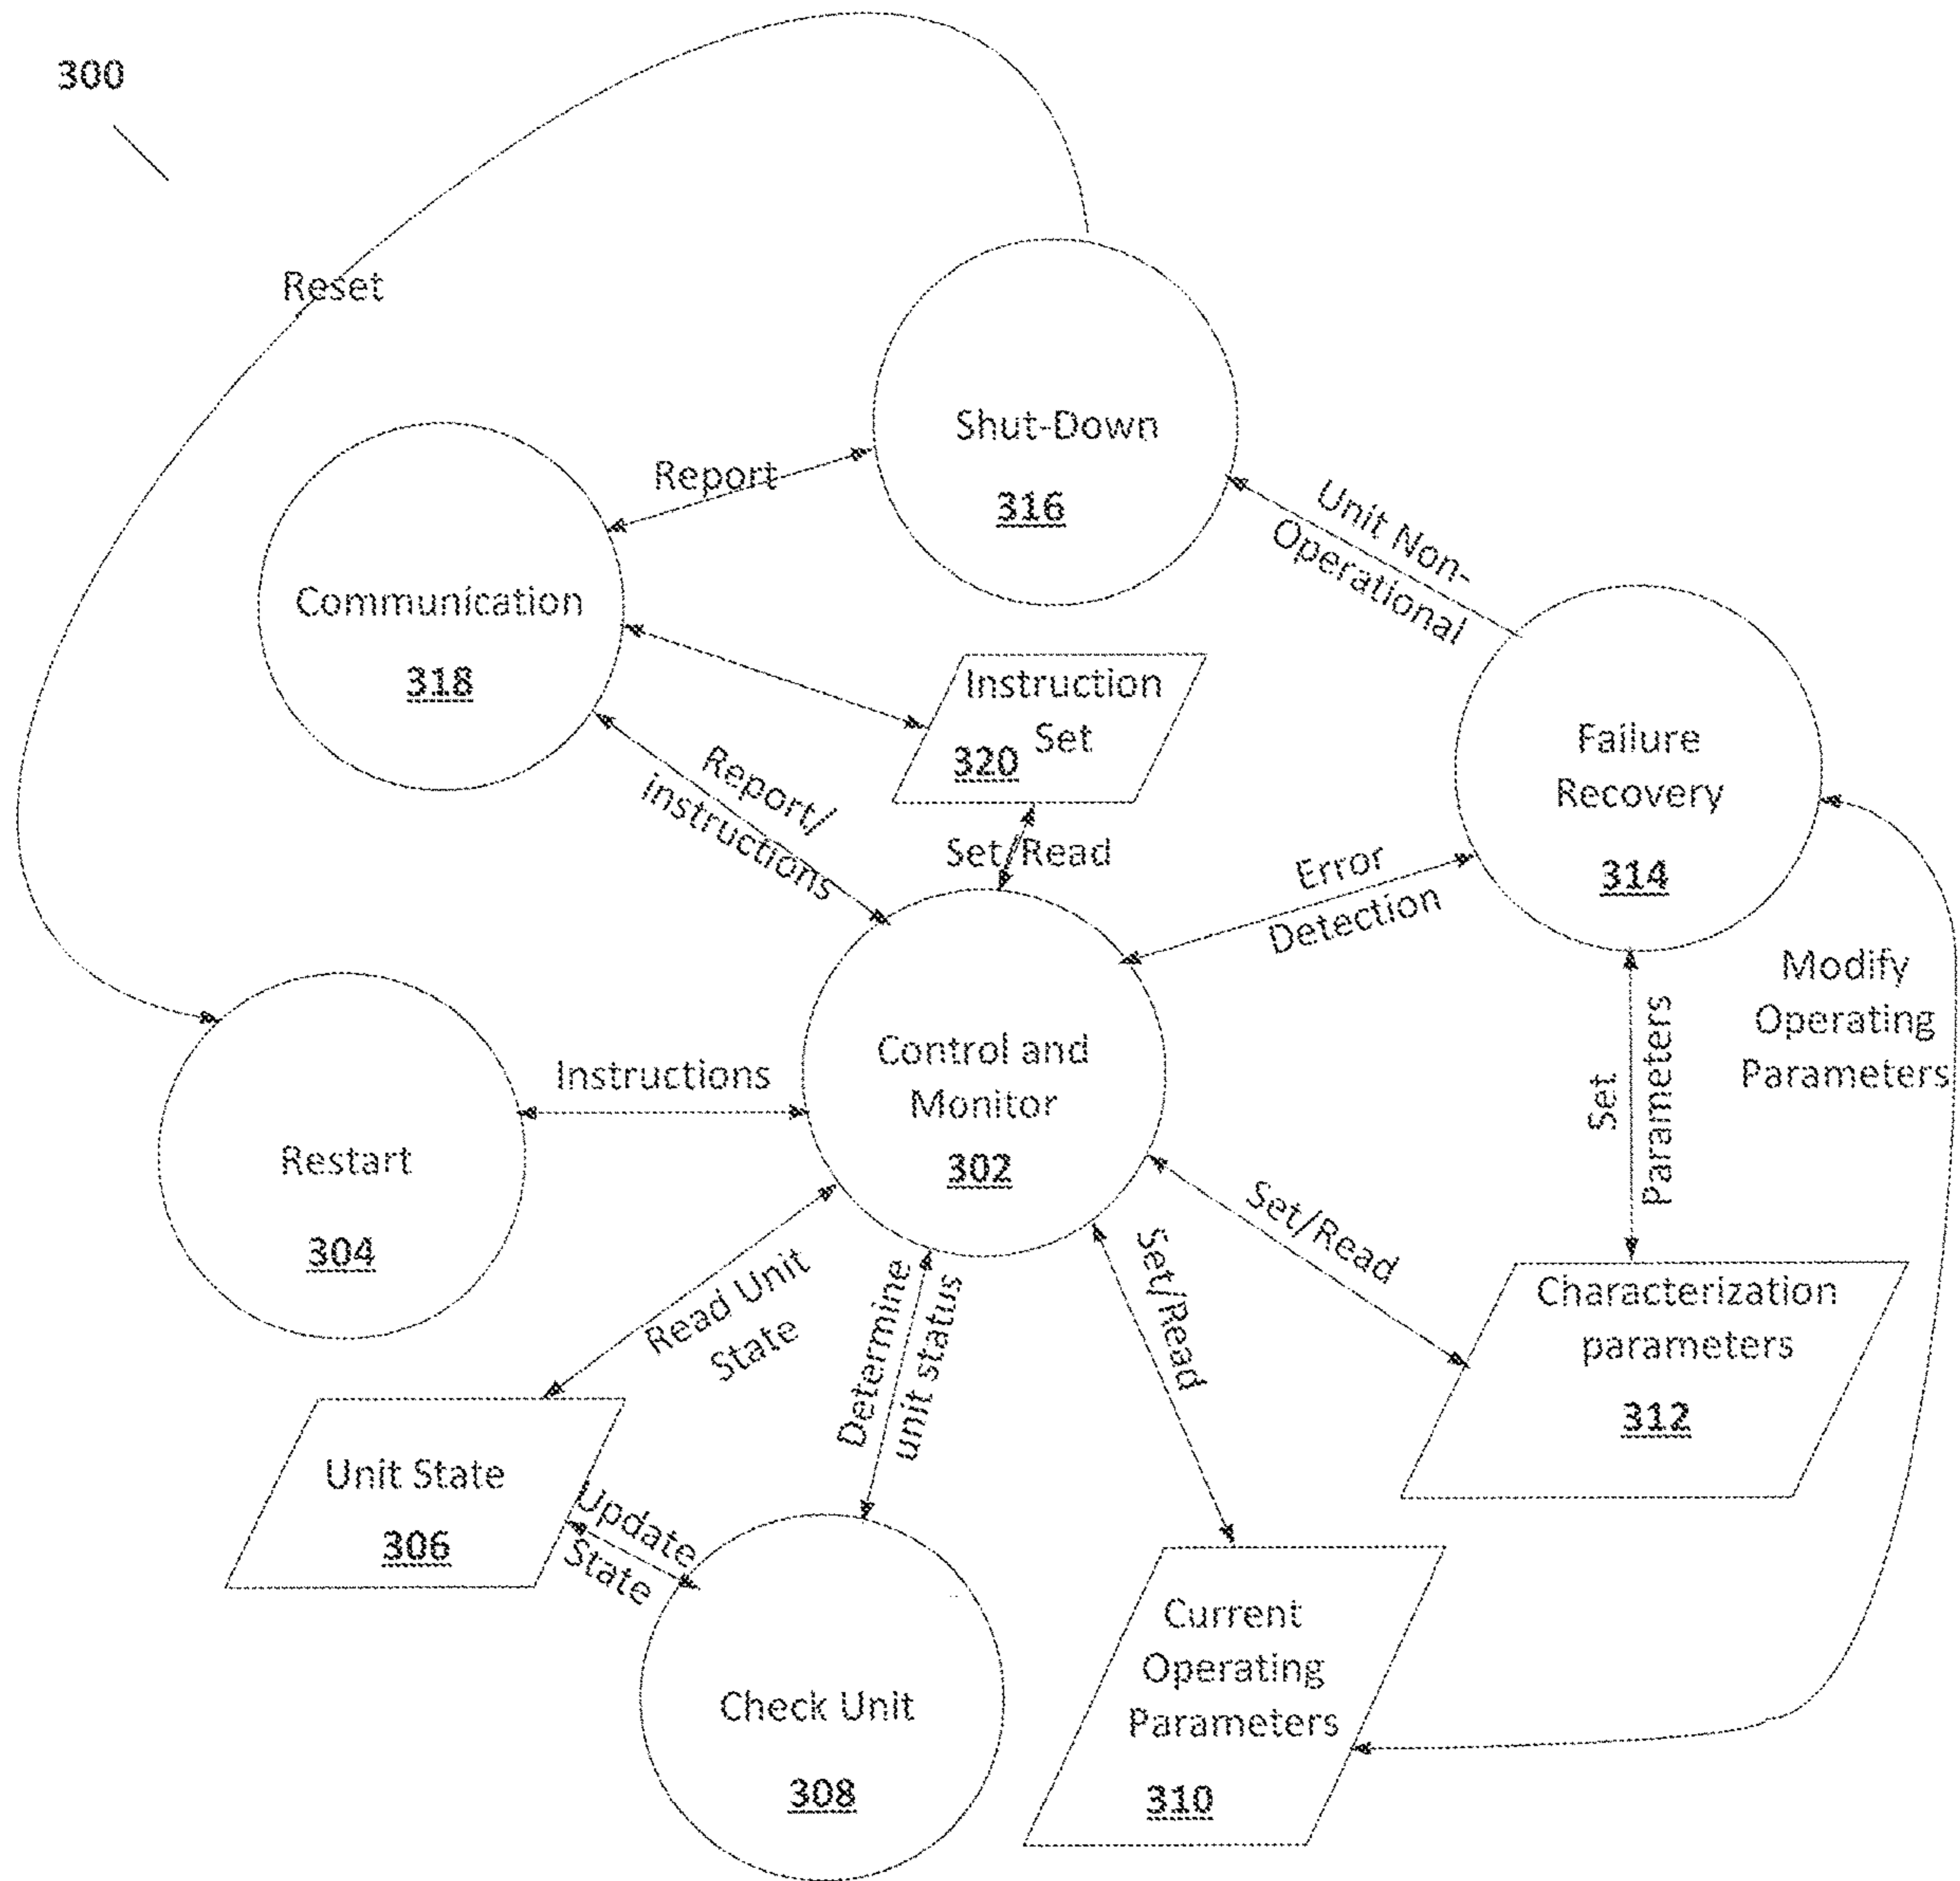 300
Reset
Shut-Down
316
Report
Communication
318
Unit Non-
Operational
Instruction
Set
320
Failure
Recovery
314
Report/
instructions
Set/Read
Error
Detection
Modify
Operating
Parameters
Set
Parameters
Control and
Monitor
302
Instructions
Restart
304
Read Unit
State
Determine
unit status
Set/Read
Set/Read
Characterization
parameters
312
Unit State
306
Update
State
Check Unit
308
Current
Operating
Parameters
310